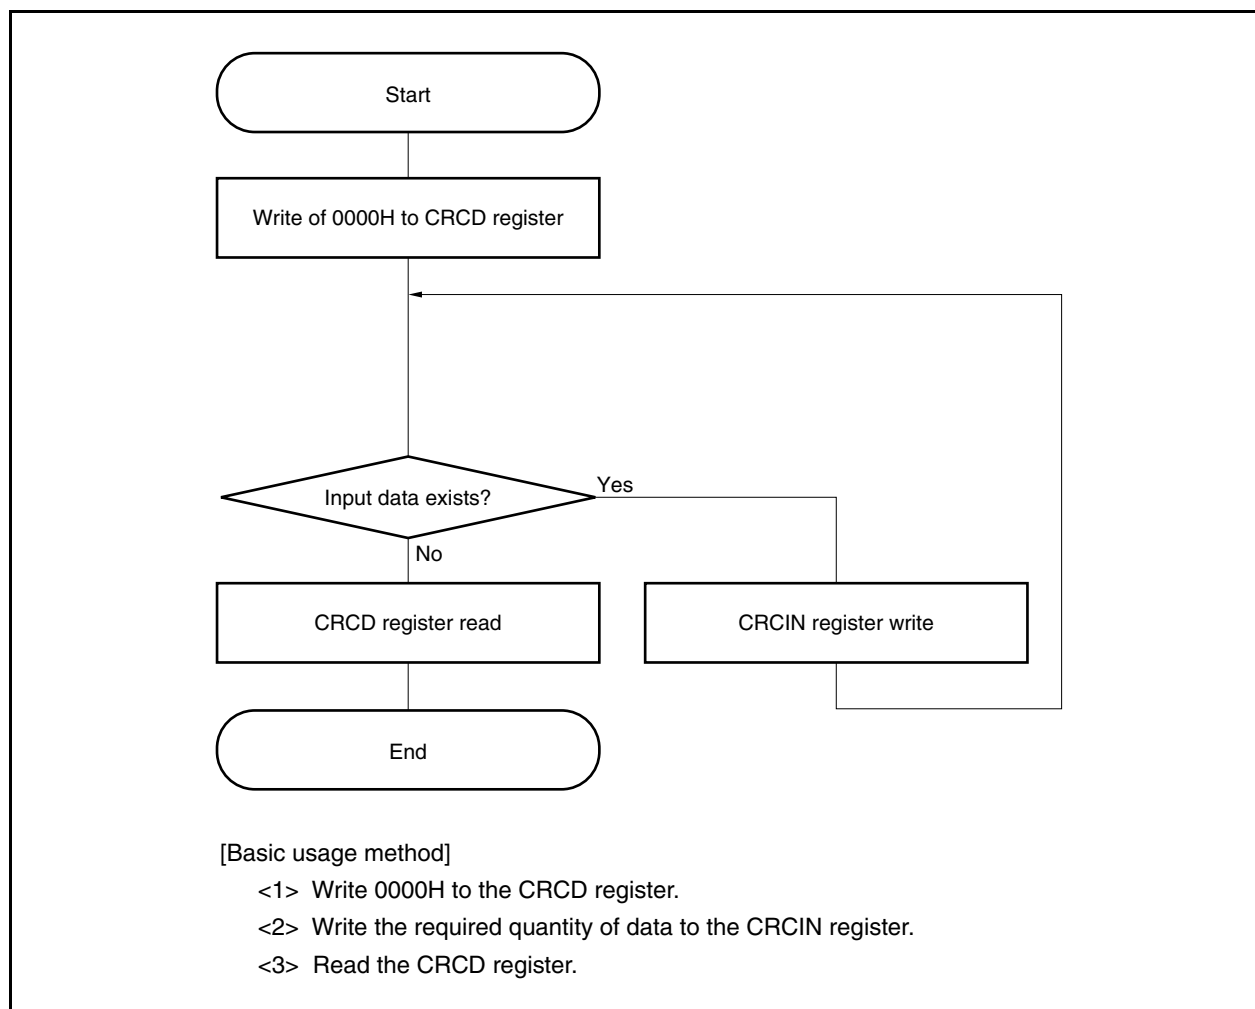 Start
Write of 0000H to CRCD register
Input data exists?
Yes
No
CRCD register read
CRCIN register write
End
[Basic usage method]
<1> Write 0000H to the CRCD register.
<2> Write the required quantity of data to the CRCIN register.
<3> Read the CRCD register.